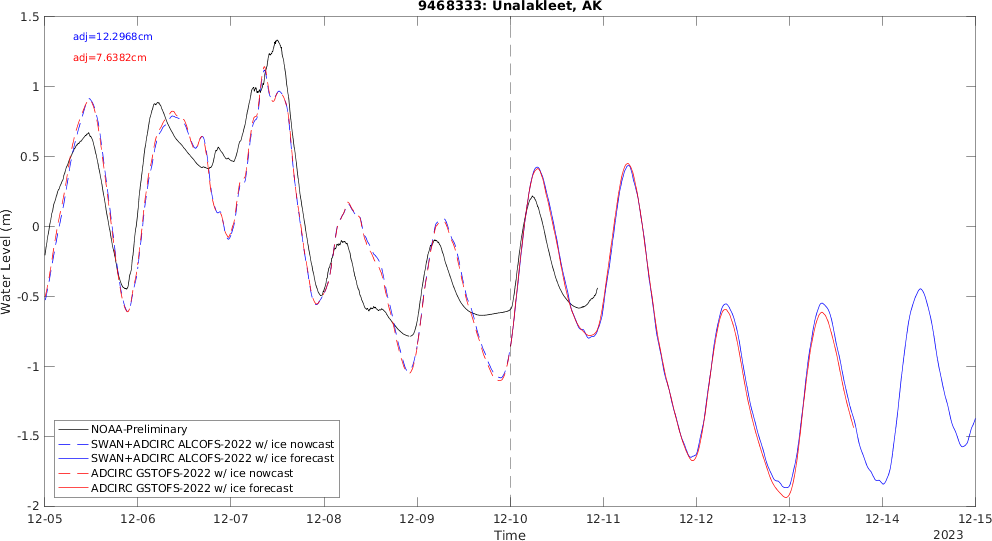 9468333: Unalakleet, AK
adj=12.2968cm
adj=7.6382cm
1.5
1
0.5
0
-0.5
-1
-1.5
-2
Water Level (m)
NOAA-Preliminary
SWAN+ADCIRC ALCOFS-2022 w/ ice nowcast
SWAN+ADCIRC ALCOFS-2022 w/ ice forecast
ADCIRC GSTOFS-2022 w/ ice nowcast
ADCIRC GSTOFS-2022 w/ ice forecast
12-05 12-06 12-07 12-08 12-09 12-10 12-11 12-12 12-13 12-14 12-15
Time
2023